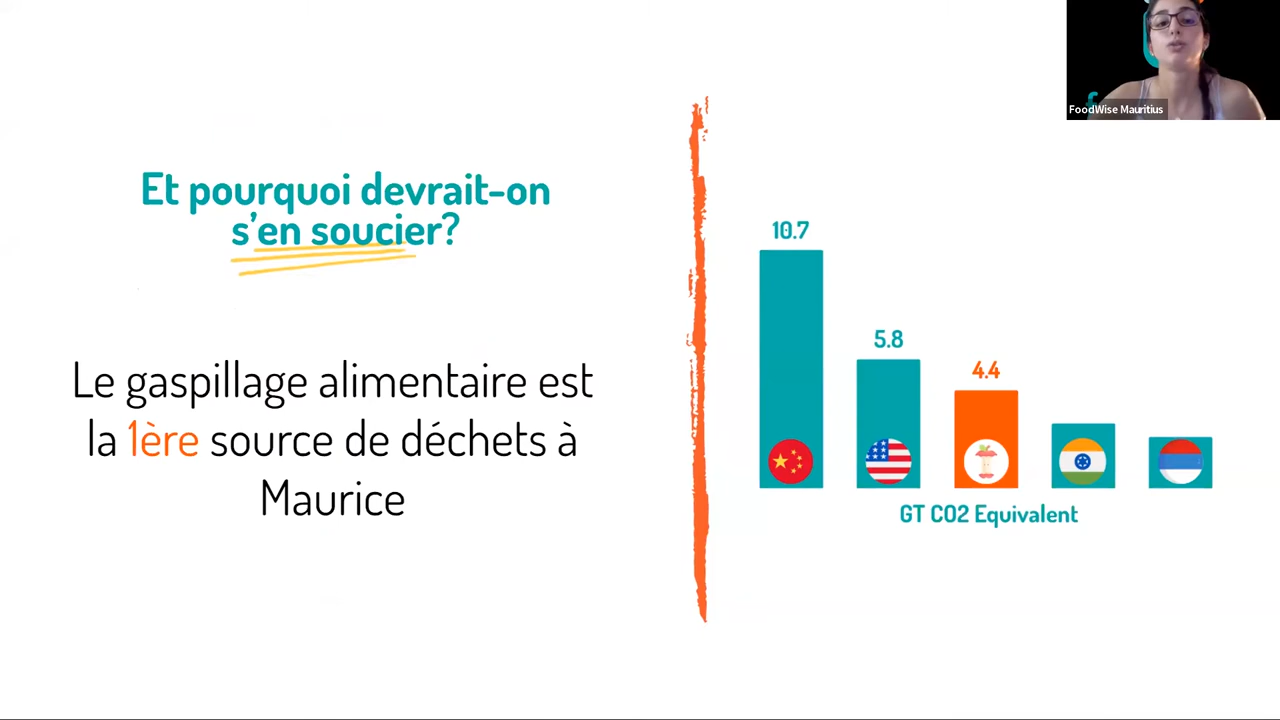 Et pourquoi devrait-on
s'en soucier?
Le gaspillage alimentaire est
la 1ère source de déchets à
Maurice
10.7
5.8
4.4
GT CO2 Equivalent
FoodWise Mauritius